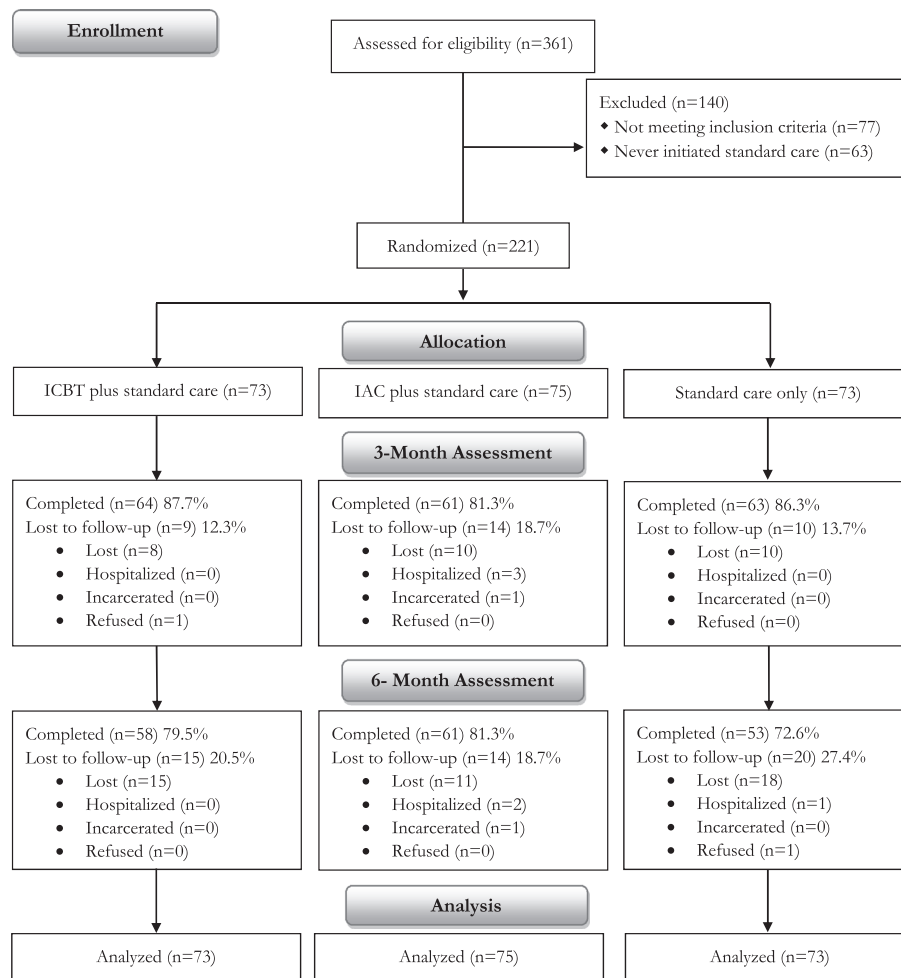 Enrollment
Assessed for eligibility (n=361)
Excluded (n=140)
◆ Not meeting inclusion criteria (n=77)
◆ Never initiated standard care (n=63)
Randomized (n=221)
Allocation
ICBT plus standard care (n=73)
IAC plus standard care (n=75)
Standard care only (n=73)
3-Month Assessment
Completed (n=64) 87.7%
Lost to follow-up (n=9) 12.3%
• Lost (n=8)
• Hospitalized (n=0)
• Incarcerated (n=0)
• Refused (n=1)
Completed (n=61) 81.3%
Lost to follow-up (n=14) 18.7%
• Lost (n=10)
• Hospitalized (n=3)
• Incarcerated (n=1)
• Refused (n=0)
Completed (n=63) 86.3%
Lost to follow-up (n=10) 13.7%
• Lost (n=10)
• Hospitalized (n=0)
• Incarcerated (n=0)
• Refused (n=0)
6- Month Assessment
Completed (n=58) 79.5%
Lost to follow-up (n=15) 20.5%
• Lost (n=15)
• Hospitalized (n=0)
• Incarcerated (n=0)
• Refused (n=0)
Completed (n=61) 81.3%
Lost to follow-up (n=14) 18.7%
• Lost (n=11)
• Hospitalized (n=2)
• Incarcerated (n=1)
• Refused (n=0)
Completed (n=53) 72.6%
Lost to follow-up (n=20) 27.4%
• Lost (n=18)
• Hospitalized (n=1)
• Incarcerated (n=0)
• Refused (n=1)
Analysis
Analyzed (n=73)
Analyzed (n=75)
Analyzed (n=73)